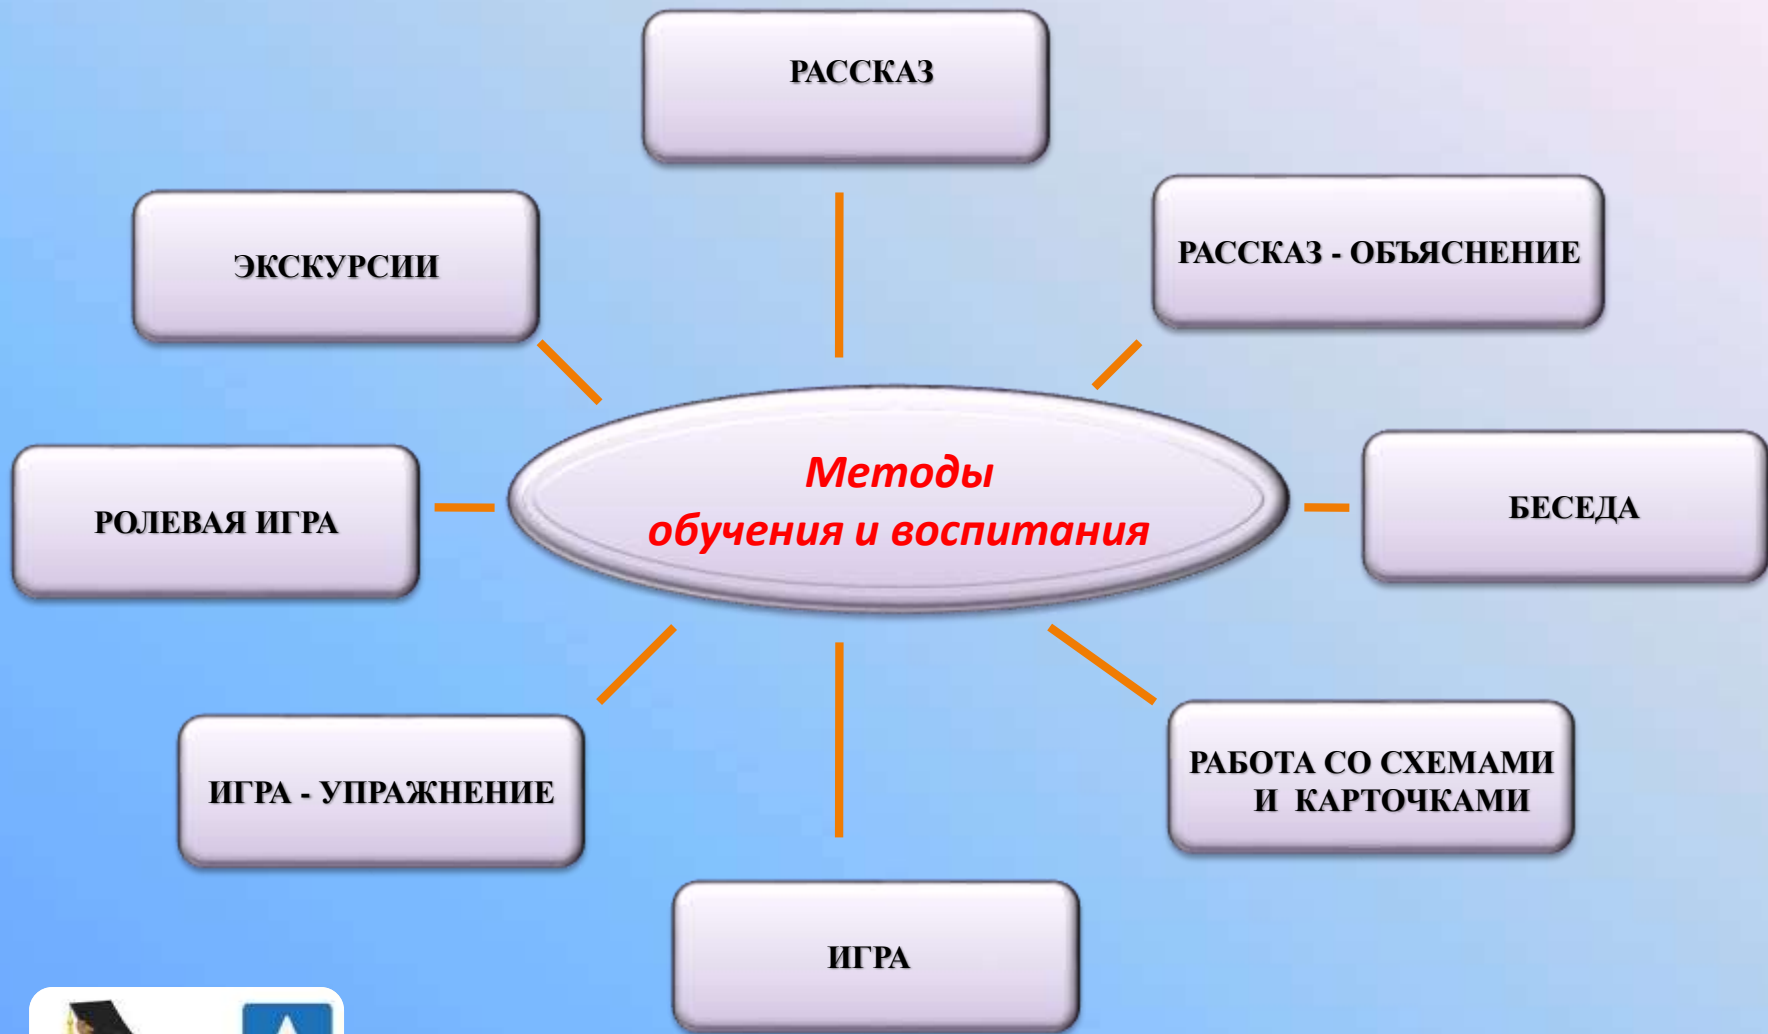 РАССКАЗ
РАССКАЗ - ОБЪЯСНЕНИЕ
ЭКСКУРСИИ
Методы
обучения и воспитания
БЕСЕДА
РОЛЕВАЯ ИГРА
РАБОТА СО СХЕМАМИ
И КАРТОЧКАМИ
ИГРА - УПРАЖНЕНИЕ
ИГРА